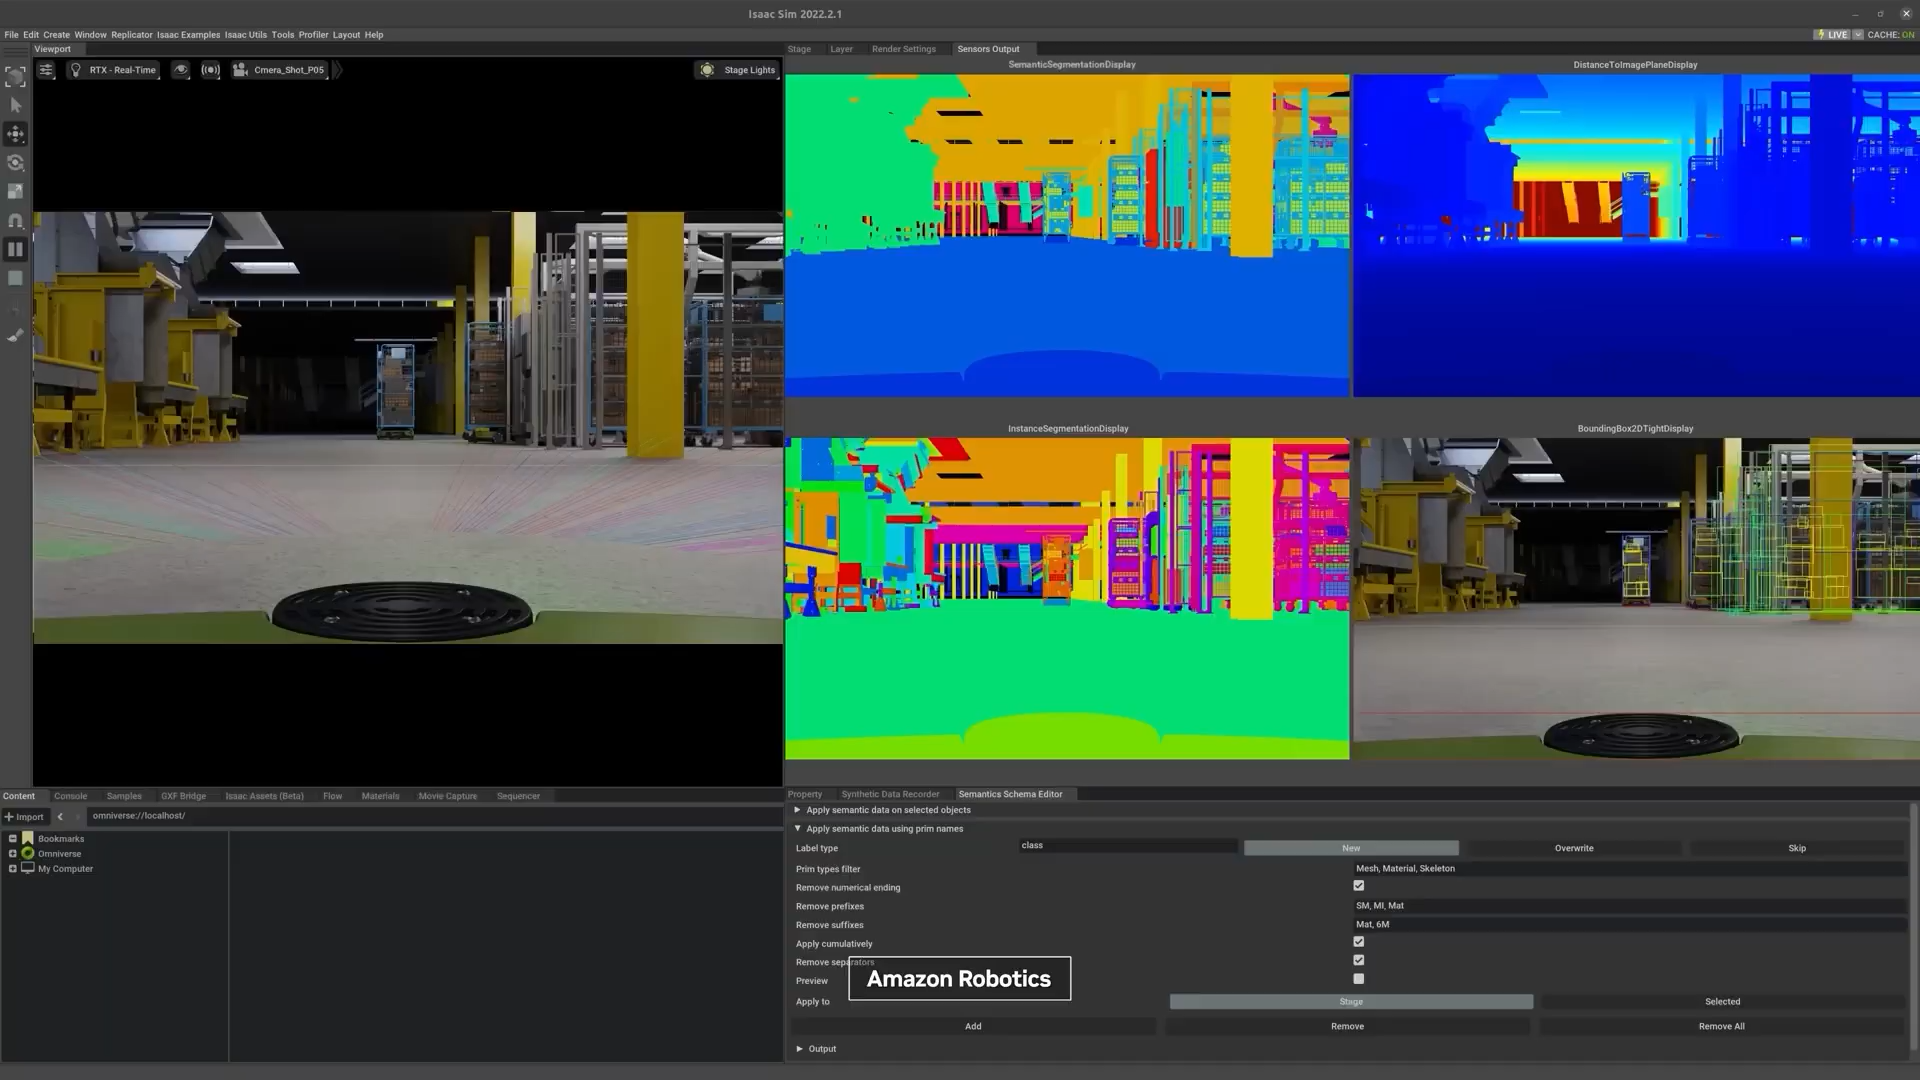 Isaac Sim 2022.2.1
File Edit Create Window Replicator Isaac Examples Isaac Utils Tools Profiler Layout Help
LIVE CACHE: ON
Viewport
Stage Layer Render Settings Sensors Output
RTX - Real-Time Cmera_Shot_P05 Stage Lights
SemanticSegmentationDisplay DistanceToImagePlaneDisplay
InstanceSegmentationDisplay BoundingBox2DTightDisplay
Content Console Samples GXF Bridge Isaac Assets (Beta) Flow Materials Movie Capture Sequencer
Import omniverse://localhost/
Bookmarks
Omniverse
My Computer
Property Synthetic Data Recorder Semantics Schema Editor
Apply semantic data on selected objects
Apply semantic data using prim names
Label type class New Overwrite Skip
Prim types filter Mesh, Material, Skeleton
Remove numerical ending
Remove prefixes SM, MI, Mat
Remove suffixes Mat, 6M
Apply cumulatively
Remove separators
Preview
Amazon Robotics
Apply to Stage Selected
Add Remove Remove All
Output